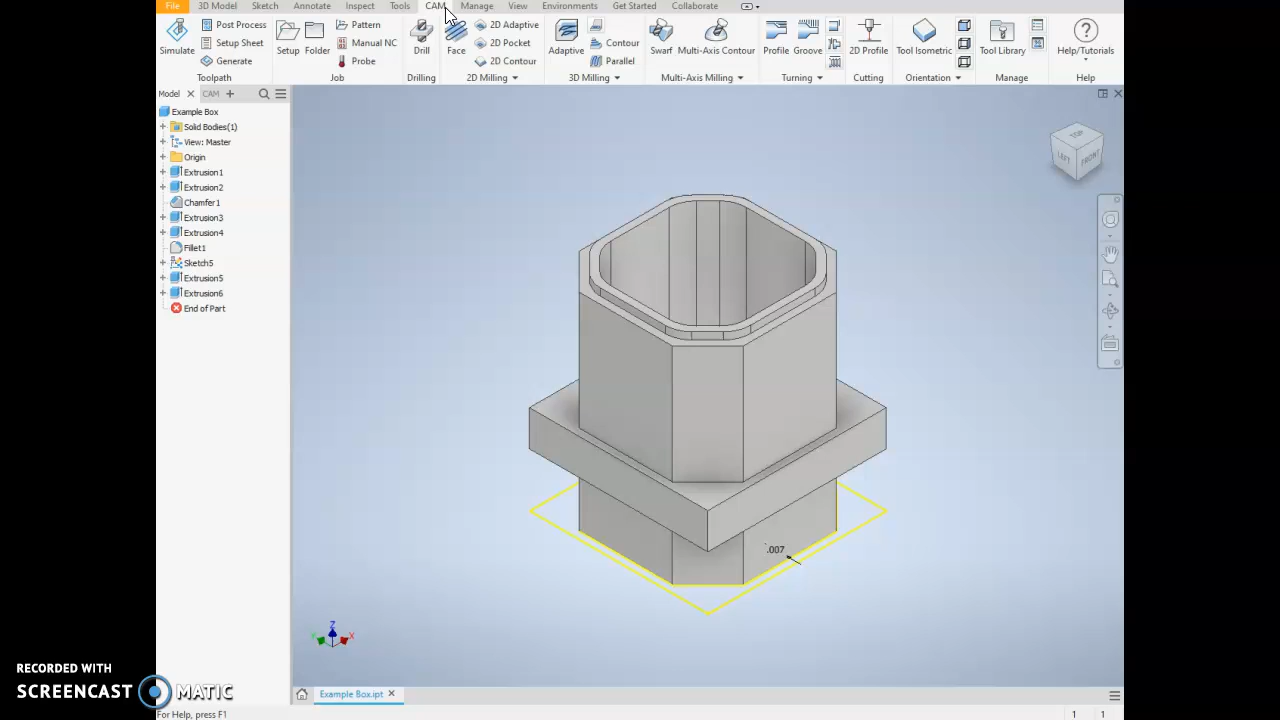 File 3D Model Sketch Annotate Inspect Tools CAM Manage View Environments Get Started Collaborate
Simulate
Post Process
Setup Sheet
Generate
Toolpath
Setup
Folder
Pattern
Manual NC
Probe
Job
Drill
Drilling
Face
2D Adaptive
2D Pocket
2D Contour
2D Milling
Adaptive
Contour
Parallel
3D Milling
Swarf
Multi-Axis Contour
Multi-Axis Milling
Profile
Groove
Turning
2D Profile
Cutting
Tool Isometric
Orientation
Tool Library
Manage
Help/Tutorials
Help
Model
CAM
Example Box
Solid Bodies(1)
View: Master
Origin
Extrusion1
Extrusion2
Chamfer1
Extrusion3
Extrusion4
Fillet1
Sketch5
Extrusion5
Extrusion6
End of Part
TOP
LEFT
FRONT
.007
Z
X
RECORDED WITH
SCREENCAST MATIC
Example Box.ipt
For Help, press F1
1 1